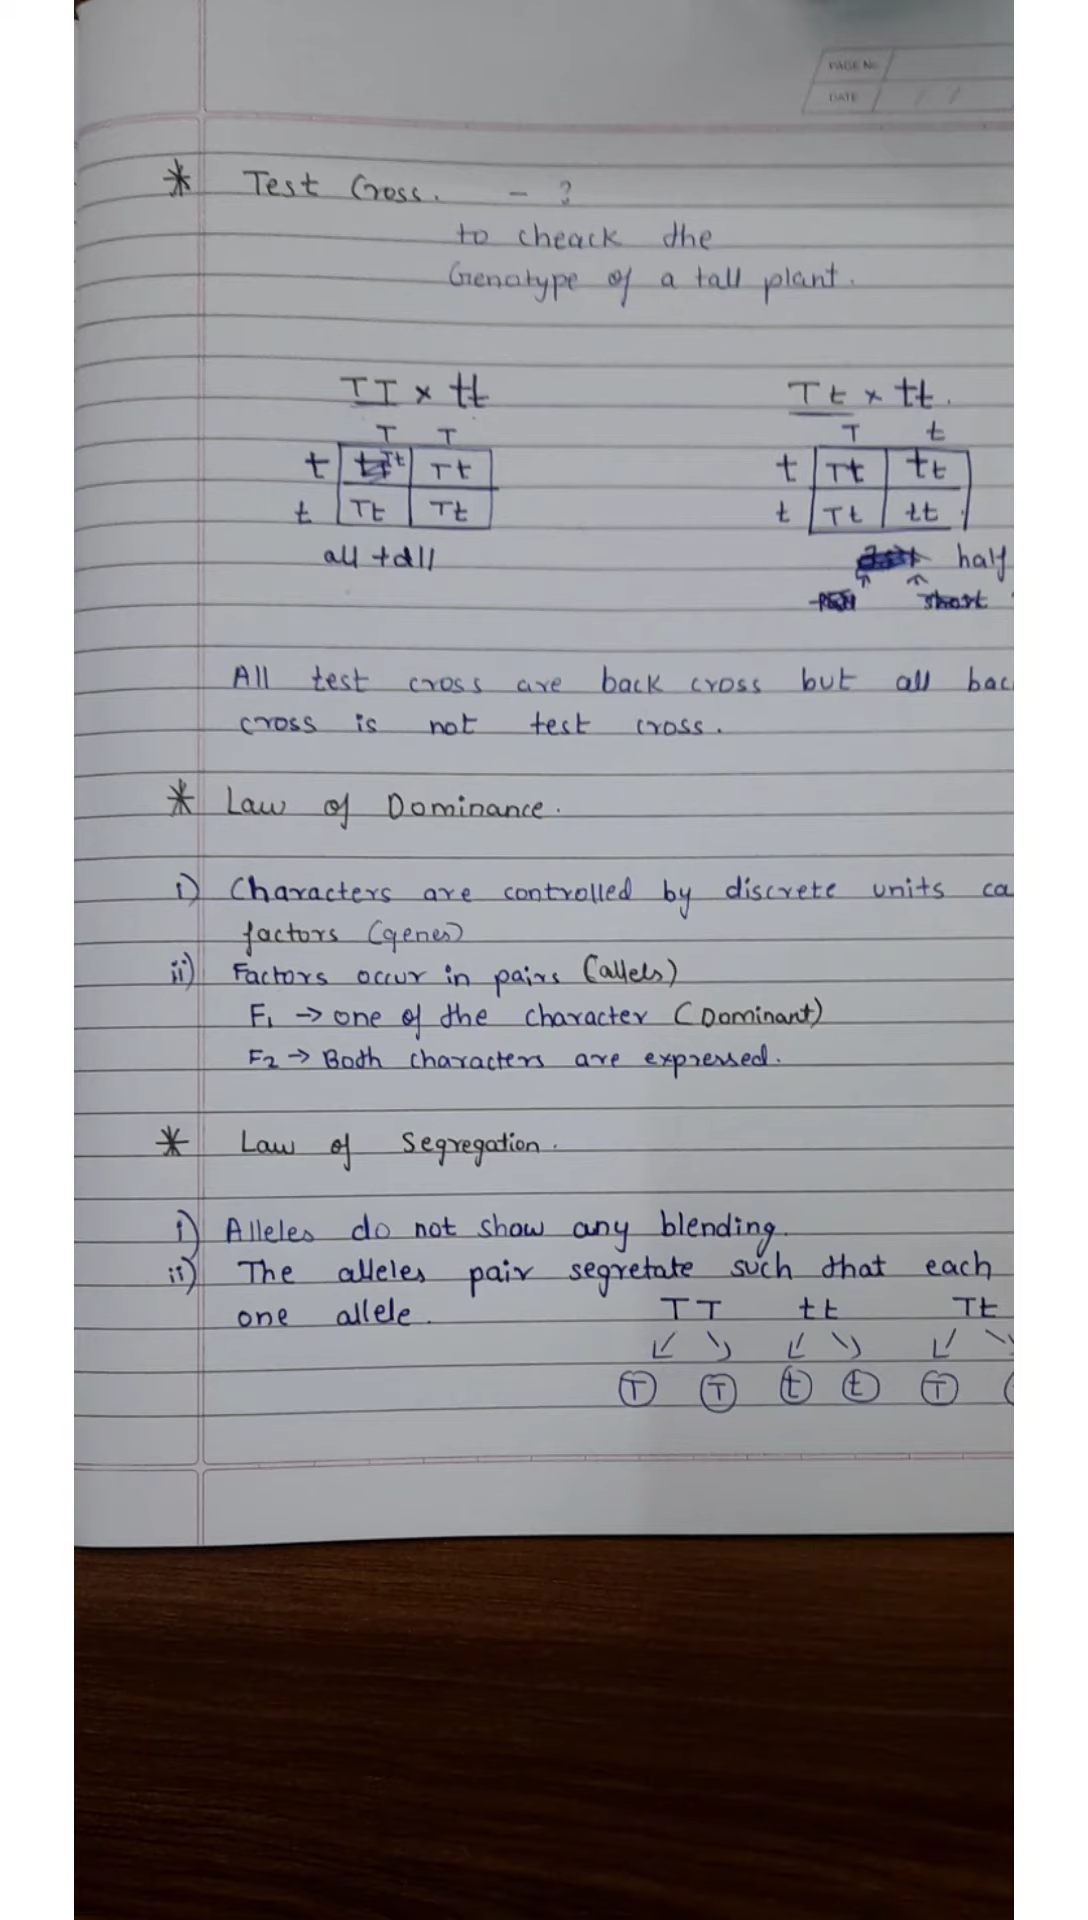 PAGE No.
DATE / /
* Test Cross. - ?
to cheack the
Genotype of a tall plant.
TT x tt
Tt x tt.
T T
T t
t Tt Tt
t Tt tt
t Tt Tt
t Tt tt
all tall
half
short
All test cross are back cross but all bac
cross is not test cross.
* Law of Dominance.
i) Characters are controlled by discrete units ca
factors (genes)
ii) Factors occur in pairs (allels)
F1 → one of the character (Dominant)
F2 → Both characters are expressed.
* Law of Segregation.
i) Alleles do not show any blending.
ii) The alleles pair segretate such that each
one allele.
TT tt Tt
T T t t T